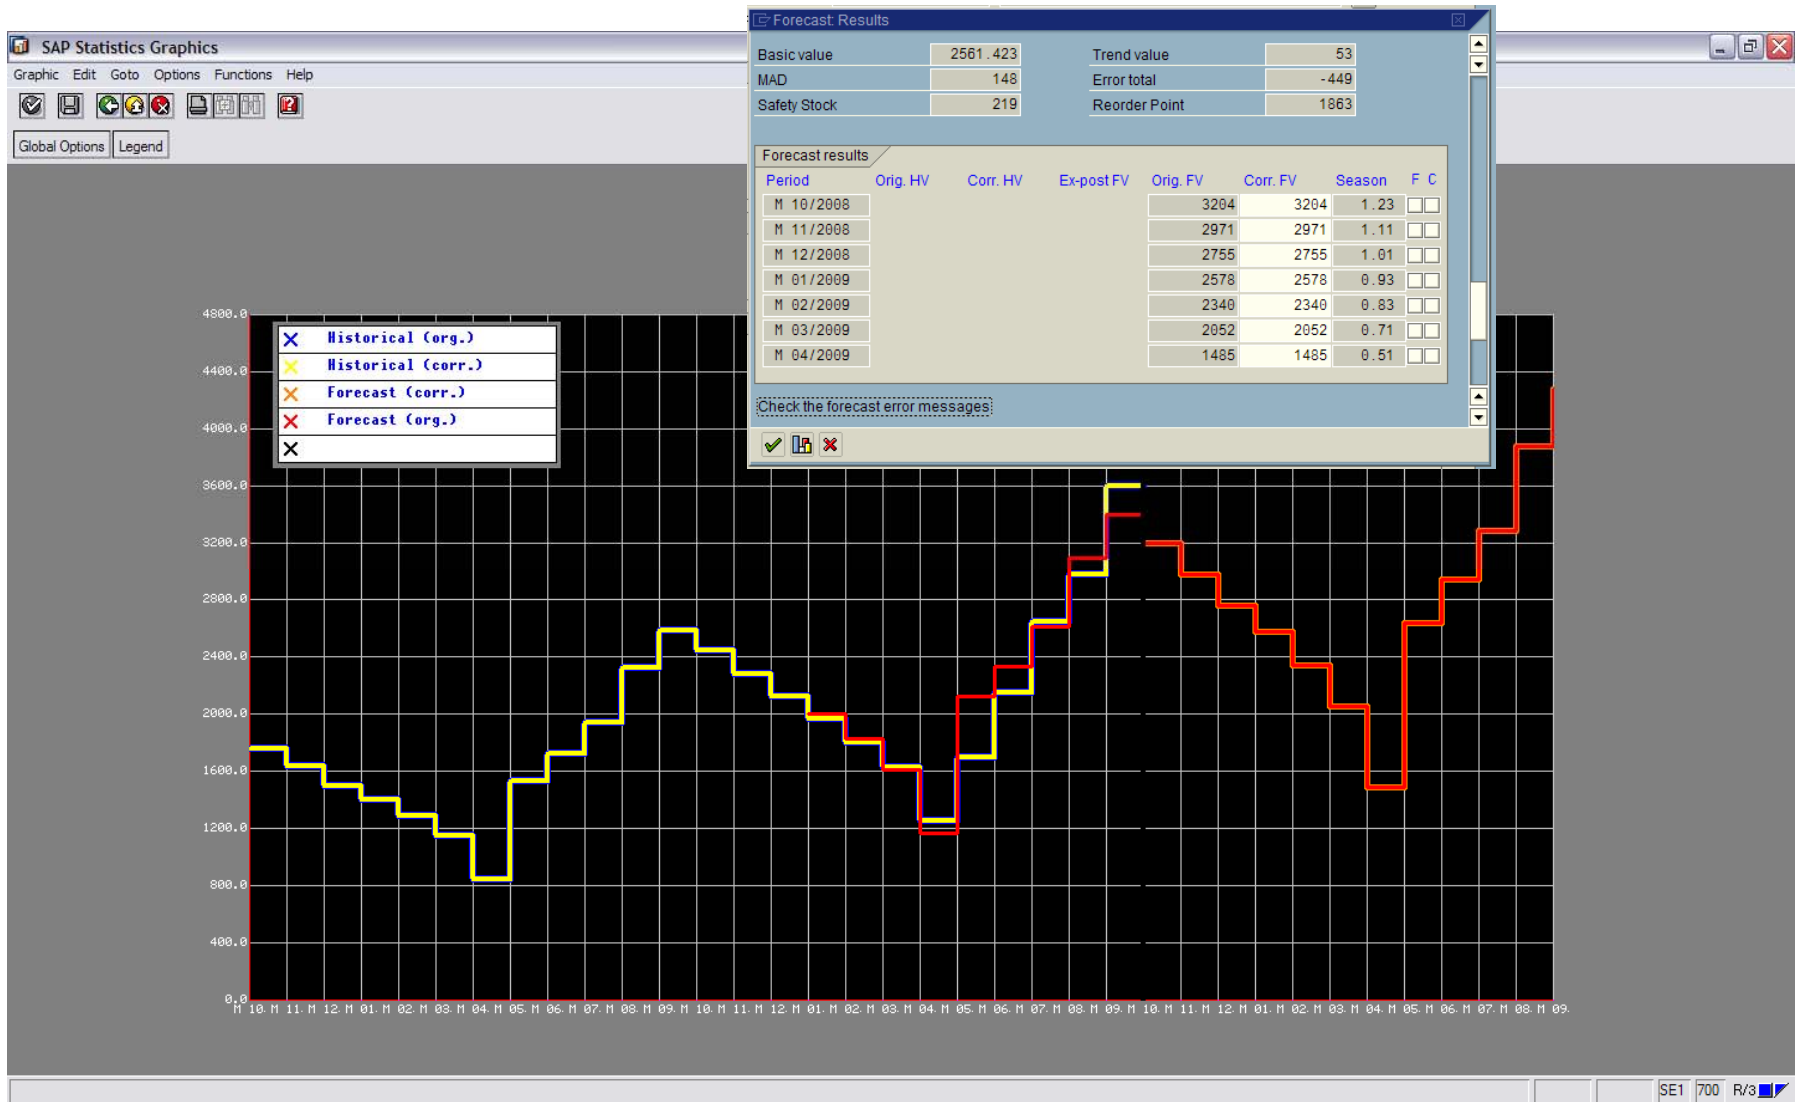 SAP Statistics Graphics
Graphic Edit Goto Options Functions Help
Global Options Legend
Forecast: Results
Basic value 2561.423 Trend value 53
MAD 148 Error total -449
Safety Stock 219 Reorder Point 1863
Forecast results
Period Orig. HV Corr. HV Ex-post FV Orig. FV Corr. FV Season F C
M 10/2008 3204 3204 1.23
M 11/2008 2971 2971 1.11
M 12/2008 2755 2755 1.01
M 01/2009 2578 2578 0.93
M 02/2009 2340 2340 0.83
M 03/2009 2052 2052 0.71
M 04/2009 1485 1485 0.51
Check the forecast error messages
Historical (org.)
Historical (corr.)
Forecast (corr.)
Forecast (org.)
4800.0
4400.0
4000.0
3600.0
3200.0
2800.0
2400.0
2000.0
1600.0
1200.0
800.0
400.0
0.0
M 10. M 11. M 12. M 01. M 02. M 03. M 04. M 05. M 06. M 07. M 08. M 09. M 10. M 11. M 12. M 01. M 02. M 03. M 04. M 05. M 06. M 07. M 08. M 09. M 10. M 11. M 12. M 01. M 02. M 03. M 04. M 05. M 06. M 07. M 08. M 09.
SE1 700 R/3